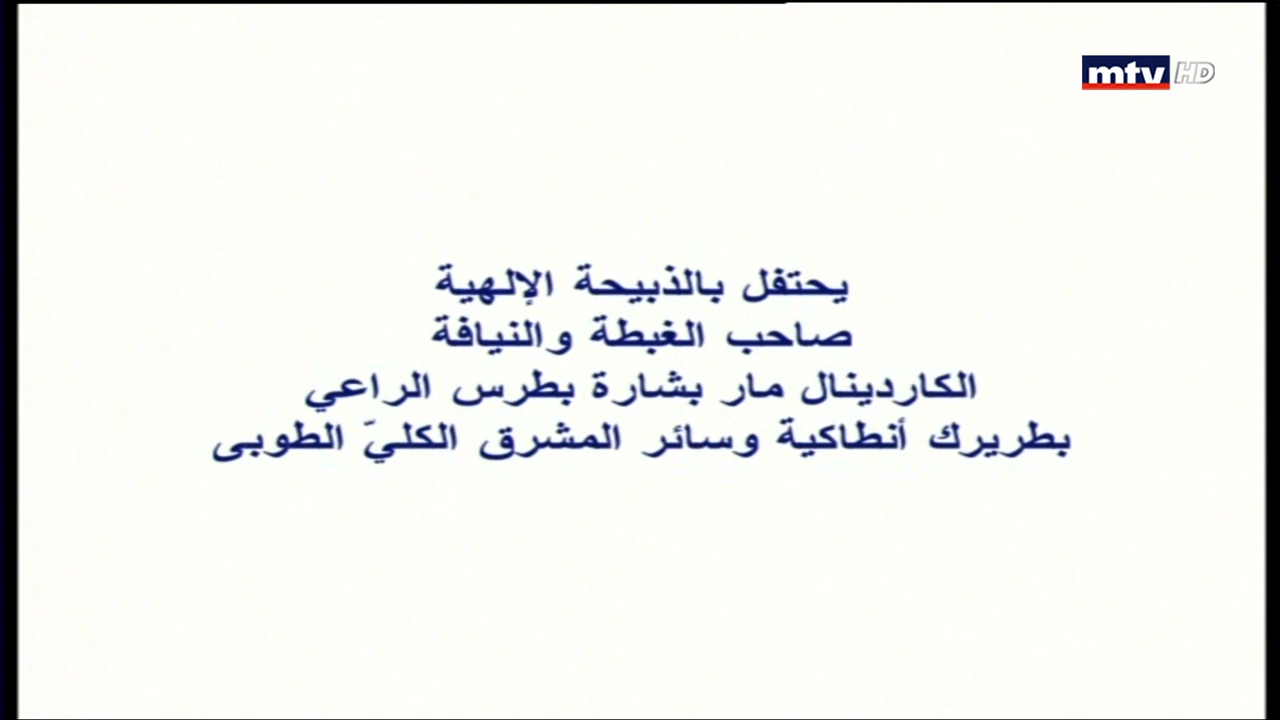 mtv HD
يحتفل بالذبيحة الإلهية
صاحب الغبطة والنيافة
الكاردينال مار بشارة بطرس الراعي
بطريرك أنطاكية وسائر المشرق الكليّ الطوبى